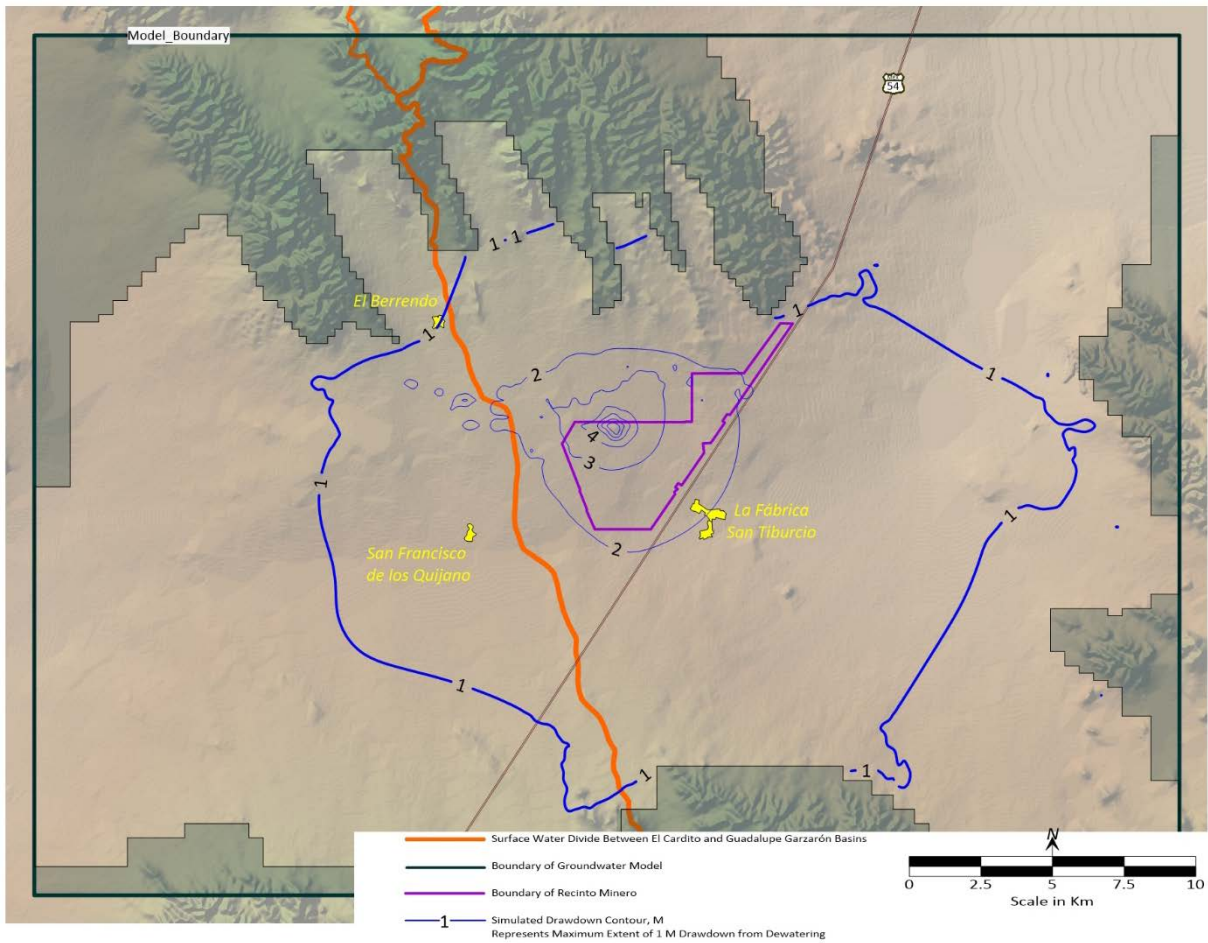 Model_Boundary
54
1 · 1
El Berrendo
1
1
2
1
4
3
1
1
La Fábrica
San Tiburcio
2
San Francisco
de los Quijano
1
1
1
Surface Water Divide Between El Cardito and Guadalupe Garzarón Basins
Boundary of Groundwater Model
Boundary of Recinto Minero
1
Simulated Drawdown Contour, M
Represents Maximum Extent of 1 M Drawdown from Dewatering
N
0 2.5 5 7.5 10
Scale in Km